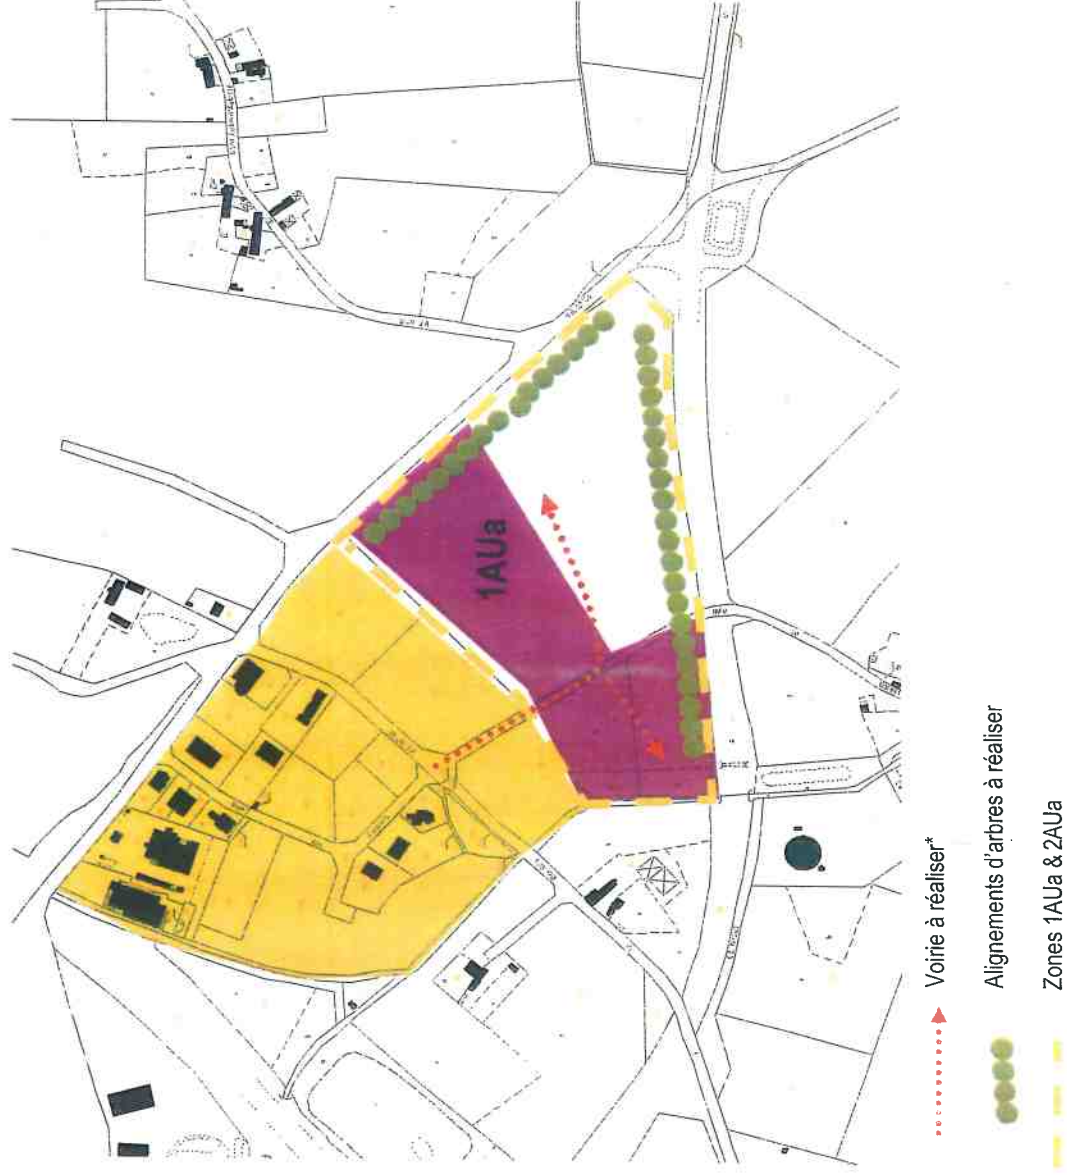 1AUa
Voirie à réaliser*
Alignements d'arbres à réaliser
Zones 1AUa & 2AUa